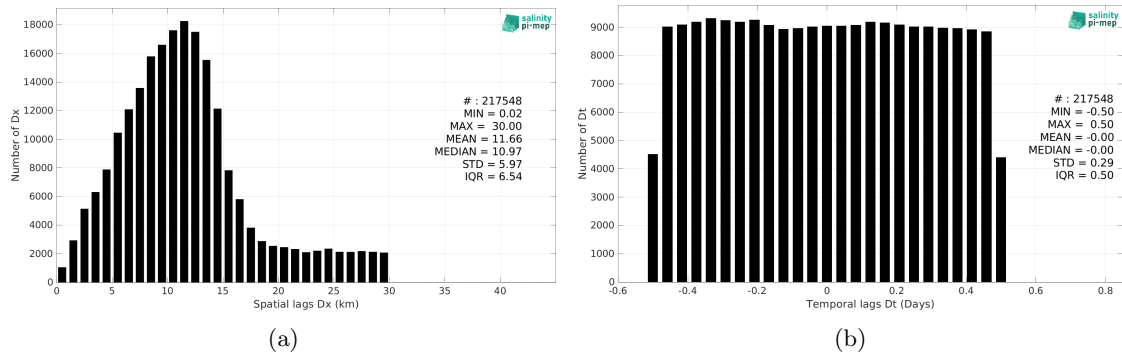 18000
16000
14000
12000
10000
8000
6000
4000
2000
0
Number of Dx
0 5 10 15 20 25 30 35 40
Spatial lags Dx (km)
salinity
pi-mep
# : 217548
MIN = 0.02
MAX = 30.00
MEAN = 11.66
MEDIAN = 10.97
STD = 5.97
IQR = 6.54
(a)
9000
8000
7000
6000
5000
4000
3000
2000
1000
0
Number of Dt
-0.6 -0.4 -0.2 0 0.2 0.4 0.6 0.8
Temporal lags Dt (Days)
salinity
pi-mep
# : 217548
MIN = -0.50
MAX = 0.50
MEAN = -0.00
MEDIAN = -0.00
STD = 0.29
IQR = 0.50
(b)